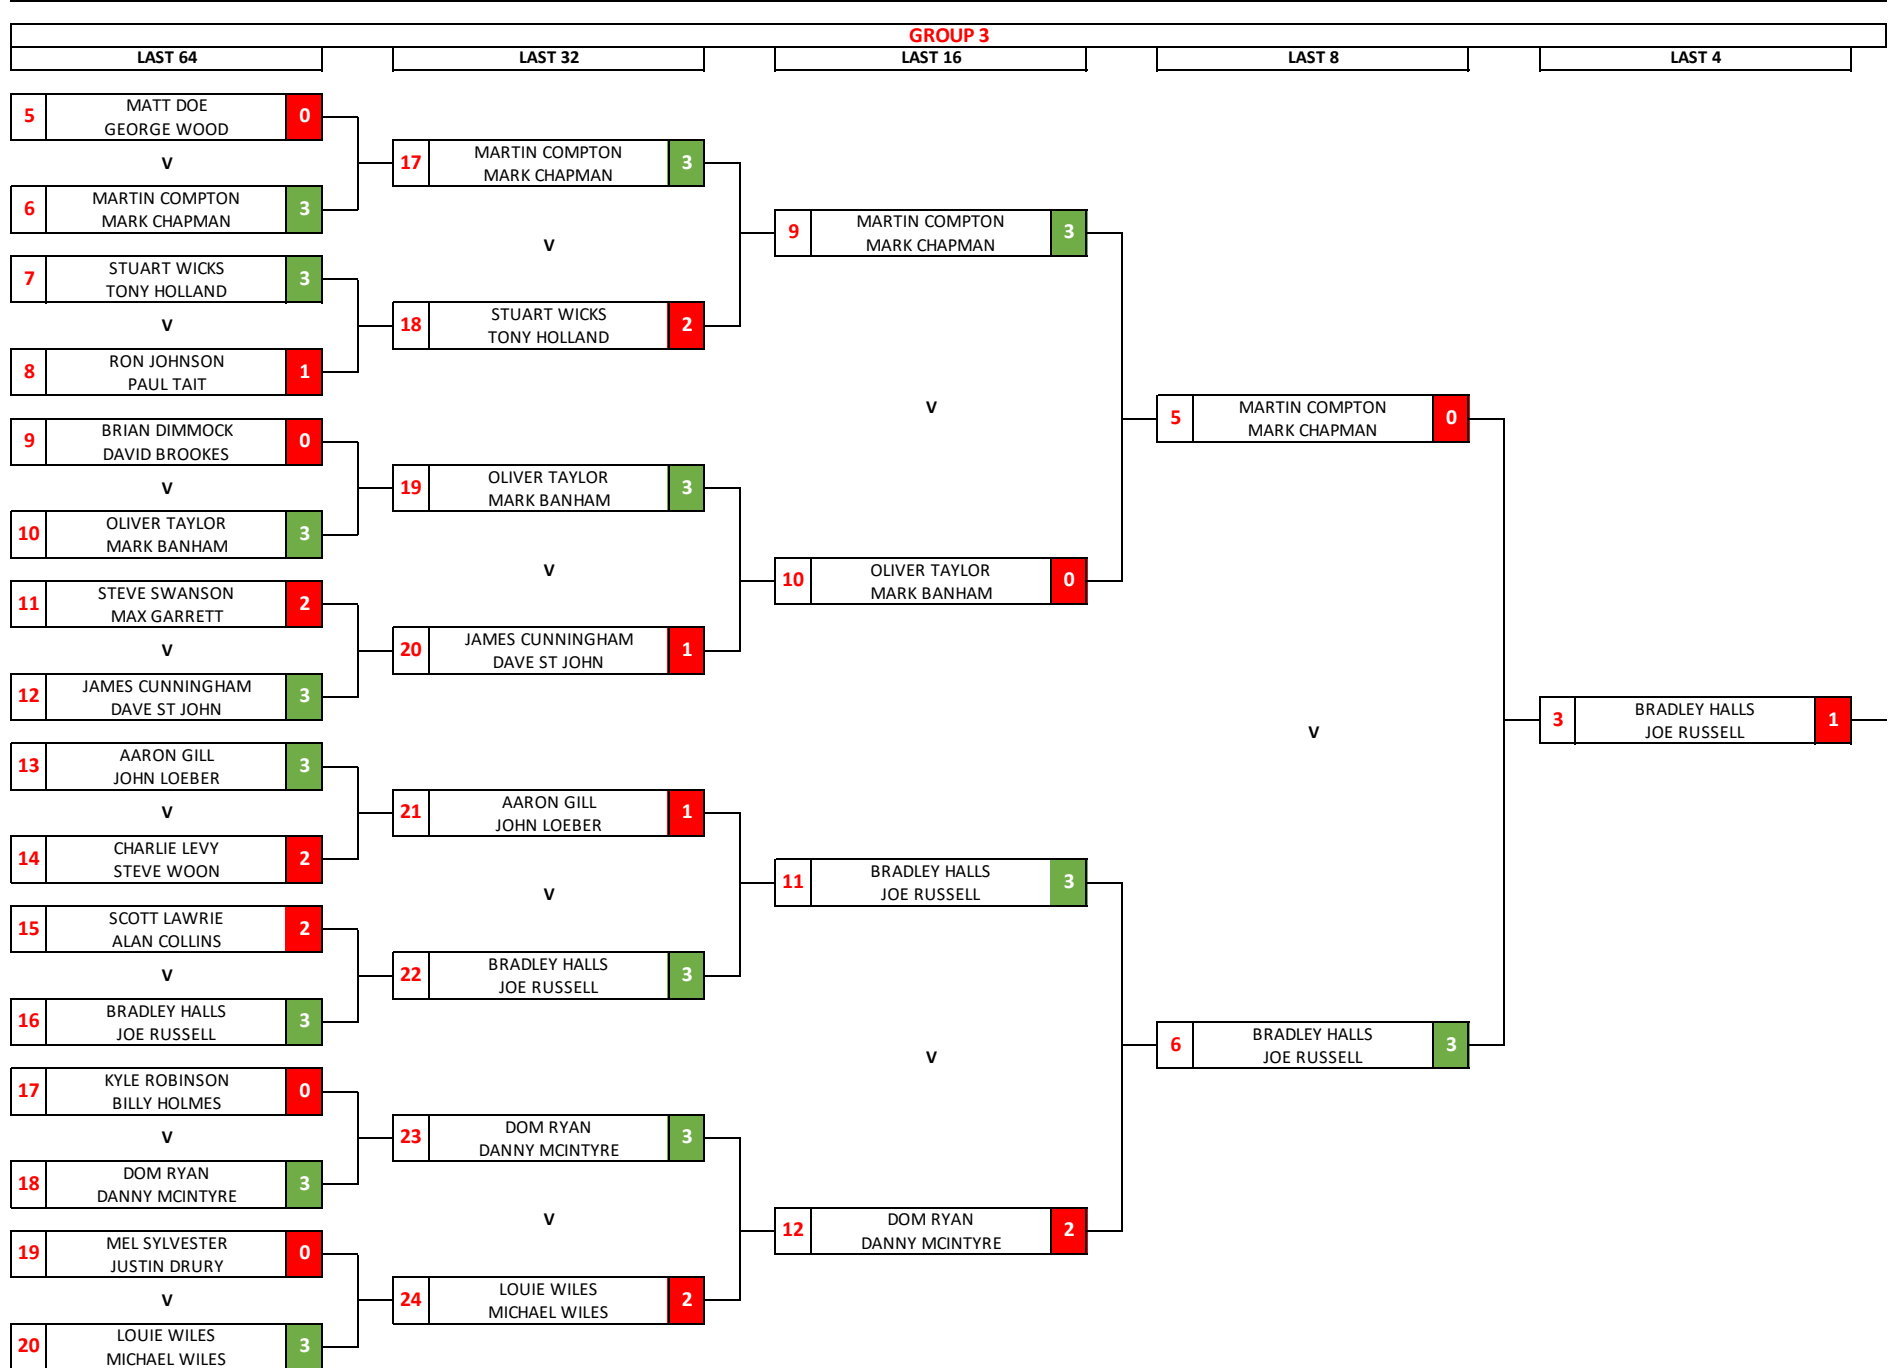 GROUP 3
LAST 64
LAST 32
LAST 16
LAST 8
LAST 4
5
MATT DOE
GEORGE WOOD
0
V
6
MARTIN COMPTON
MARK CHAPMAN
3
7
STUART WICKS
TONY HOLLAND
3
V
8
RON JOHNSON
PAUL TAIT
1
9
BRIAN DIMMOCK
DAVID BROOKES
0
V
10
OLIVER TAYLOR
MARK BANHAM
3
11
STEVE SWANSON
MAX GARRETT
2
V
12
JAMES CUNNINGHAM
DAVE ST JOHN
3
13
AARON GILL
JOHN LOEBER
3
V
14
CHARLIE LEVY
STEVE WOON
2
15
SCOTT LAWRIE
ALAN COLLINS
2
V
16
BRADLEY HALLS
JOE RUSSELL
3
17
KYLE ROBINSON
BILLY HOLMES
0
V
18
DOM RYAN
DANNY MCINTYRE
3
19
MEL SYLVESTER
JUSTIN DRURY
0
V
20
LOUIE WILES
MICHAEL WILES
3
17
MARTIN COMPTON
MARK CHAPMAN
3
V
18
STUART WICKS
TONY HOLLAND
2
19
OLIVER TAYLOR
MARK BANHAM
3
V
20
JAMES CUNNINGHAM
DAVE ST JOHN
1
21
AARON GILL
JOHN LOEBER
1
V
22
BRADLEY HALLS
JOE RUSSELL
3
23
DOM RYAN
DANNY MCINTYRE
3
V
24
LOUIE WILES
MICHAEL WILES
2
9
MARTIN COMPTON
MARK CHAPMAN
3
V
10
OLIVER TAYLOR
MARK BANHAM
0
11
BRADLEY HALLS
JOE RUSSELL
3
V
12
DOM RYAN
DANNY MCINTYRE
2
5
MARTIN COMPTON
MARK CHAPMAN
0
V
6
BRADLEY HALLS
JOE RUSSELL
3
3
BRADLEY HALLS
JOE RUSSELL
1